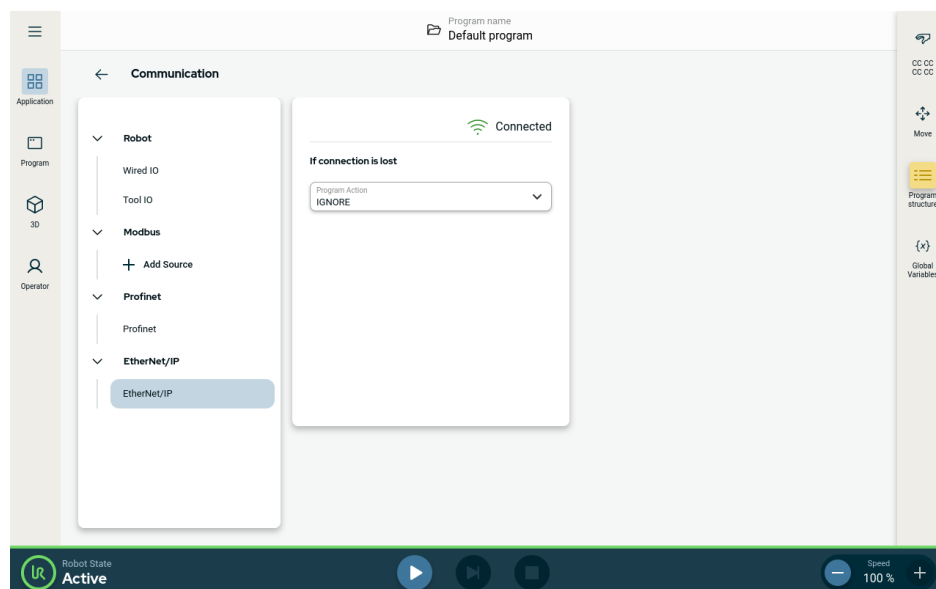 Program name
Default program
Application
Program
3D
Operator
Communication
Robot
Wired IO
Tool IO
Modbus
Add Source
Profinet
Profinet
EtherNet/IP
EtherNet/IP
Connected
If connection is lost
Program Action
IGNORE
CC CC
CC CC
Move
Program
structure
{x}
Global
Variables
UR
Robot State
Active
Speed
100 %